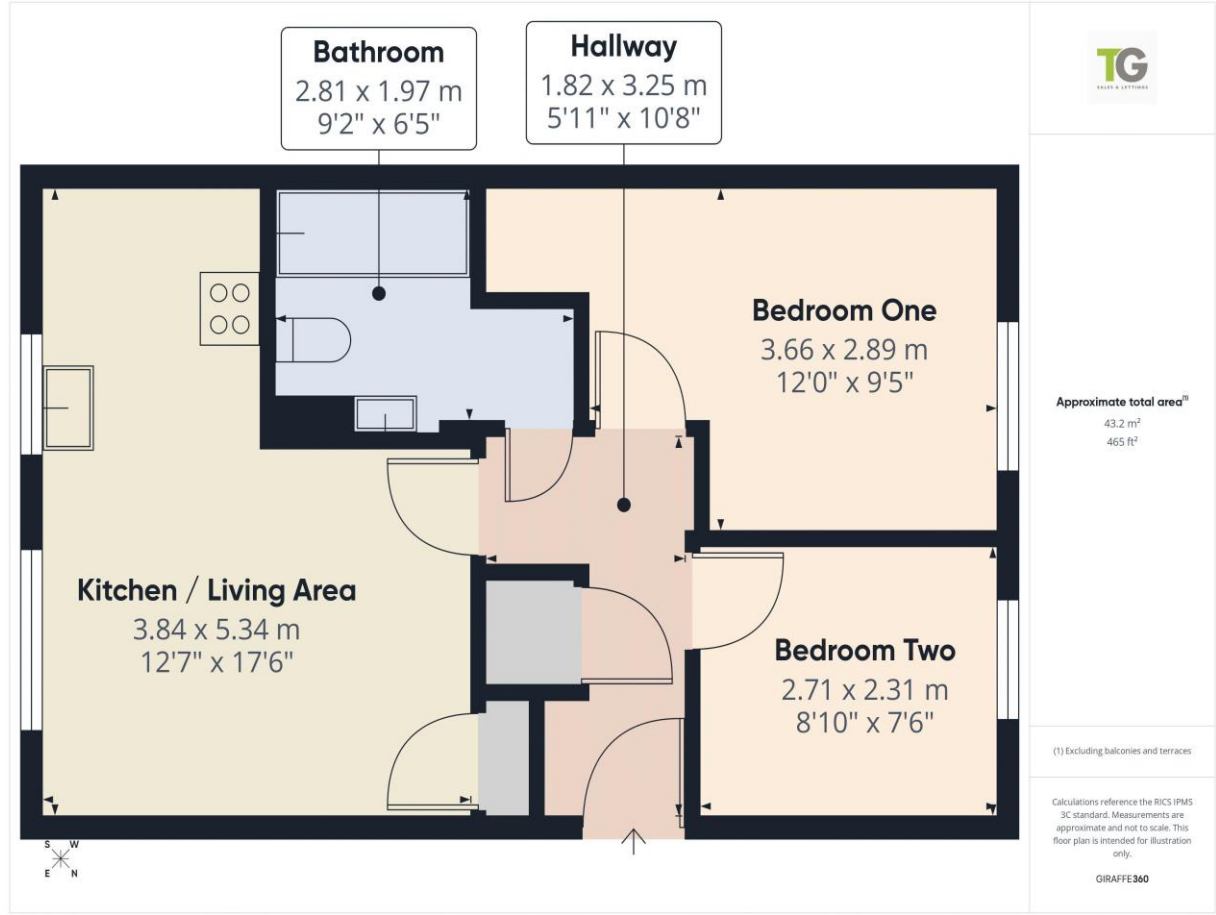 Bathroom
2.81 x 1.97 m
9'2" x 6'5"
Hallway
1.82 x 3.25 m
5'11" x 10'8"
TG
SALES & LETTINGS
Bedroom One
3.66 x 2.89 m
12'0" x 9'5"
Approximate total area(1)
43.2 m²
465 ft²
Kitchen / Living Area
3.84 x 5.34 m
12'7" x 17'6"
Bedroom Two
2.71 x 2.31 m
8'10" x 7'6"
(1) Excluding balconies and terraces
Calculations reference the RICS IPMS
3C standard. Measurements are
approximate and not to scale. This
floor plan is intended for illustration
only.
GIRAFFE360
S W
E N